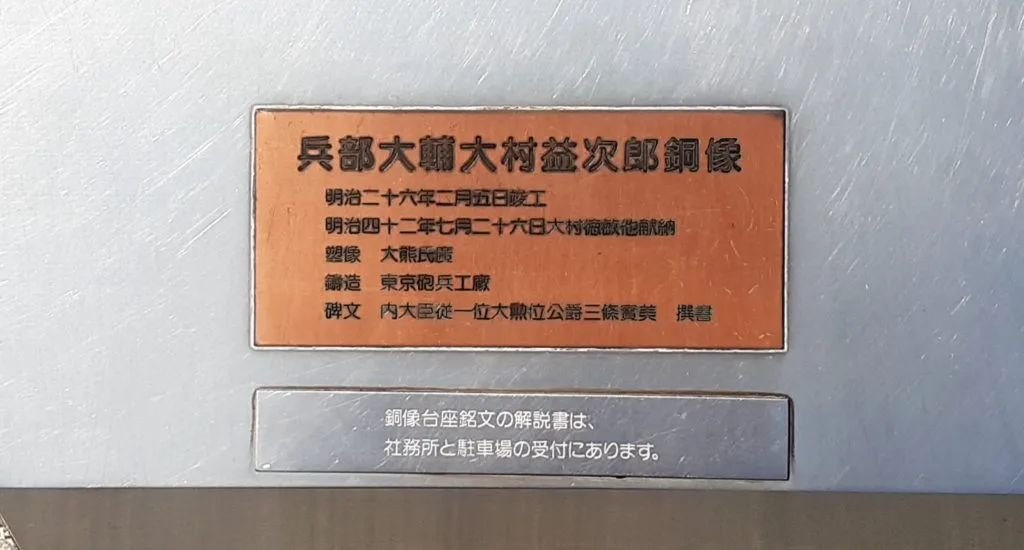 兵部大輔大村益次郎銅像
明治二十六年二月五日竣工
明治四十二年七月二十六日大村徳敏他献納
塑像 大熊氏廣
鑄造 東京砲兵工廠
碑文 内大臣従一位大勲位公爵三條實美 撰書
銅像台座銘文の解説書は、
社務所と駐車場の受付にあります。